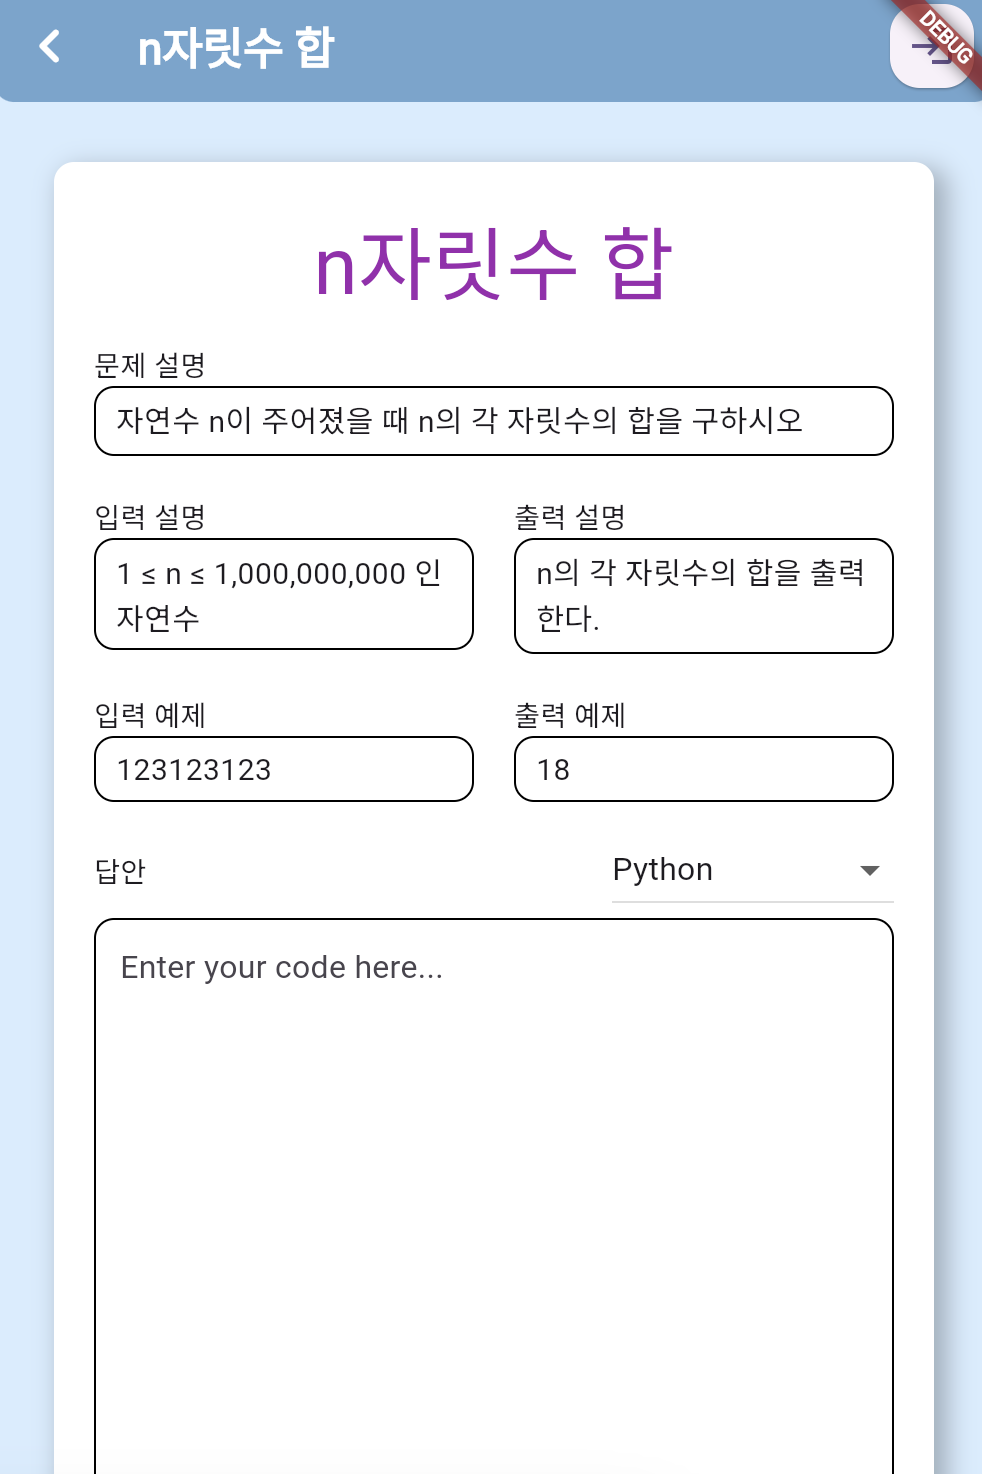 n자릿수 합
DEBUG
n자릿수 합
문제 설명
자연수 n이 주어졌을 때 n의 각 자릿수의 합을 구하시오
입력 설명
1 ≤ n ≤ 1,000,000,000 인
자연수
출력 설명
n의 각 자릿수의 합을 출력
한다.
입력 예제
123123123
출력 예제
18
답안
Python
Enter your code here...